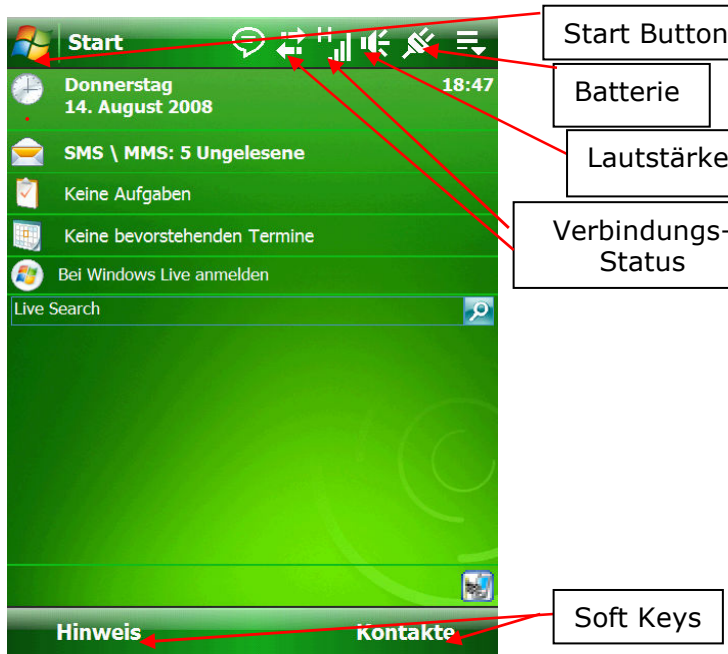 Start
H
Start Button
Donnerstag
18:47
14. August 2008
Batterie
SMS \ MMS: 5 Ungelesene
Lautstärke
Keine Aufgaben
Keine bevorstehenden Termine
Verbindungs-
Status
Bei Windows Live anmelden
Live Search
Soft Keys
Hinweis
Kontakte